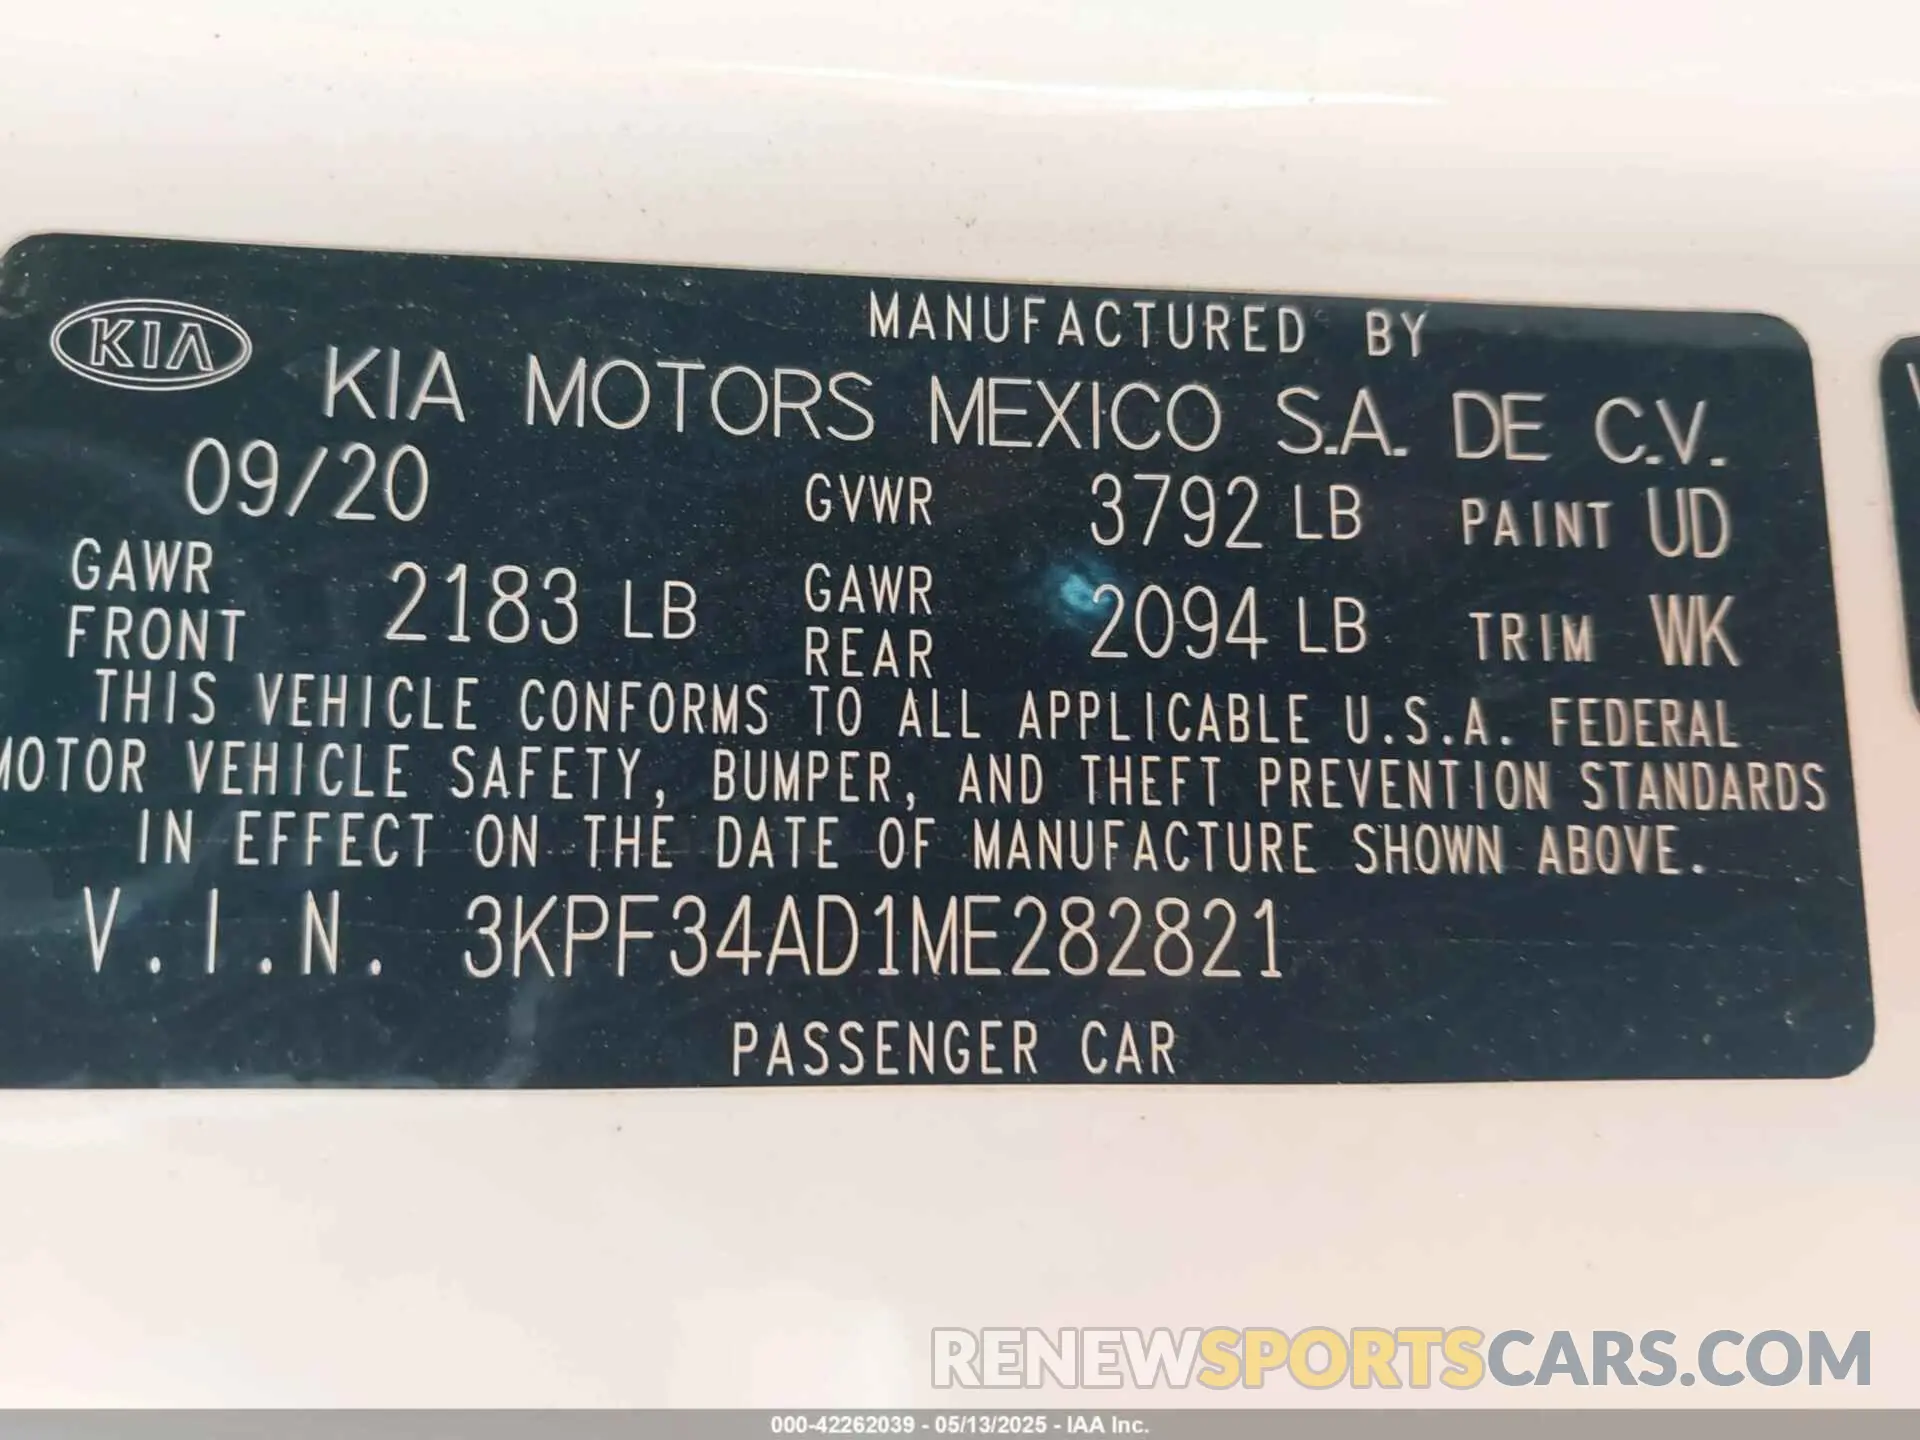 MANUFACTURED BY
KIA KIA MOTORS MEXICO S.A. DE C.V.
09/20 GVWR 3792 LB PAINT UD
GAWR FRONT 2183 LB GAWR REAR 2094 LB TRIM WK
THIS VEHICLE CONFORMS TO ALL APPLICABLE U.S.A. FEDERAL
MOTOR VEHICLE SAFETY, BUMPER, AND THEFT PREVENTION STANDARDS
IN EFFECT ON THE DATE OF MANUFACTURE SHOWN ABOVE.
V.I.N. 3KPF34AD1ME282821
PASSENGER CAR
RENEWSPORTSCARS.COM
000-42262039 - 05/13/2025 - IAA Inc.